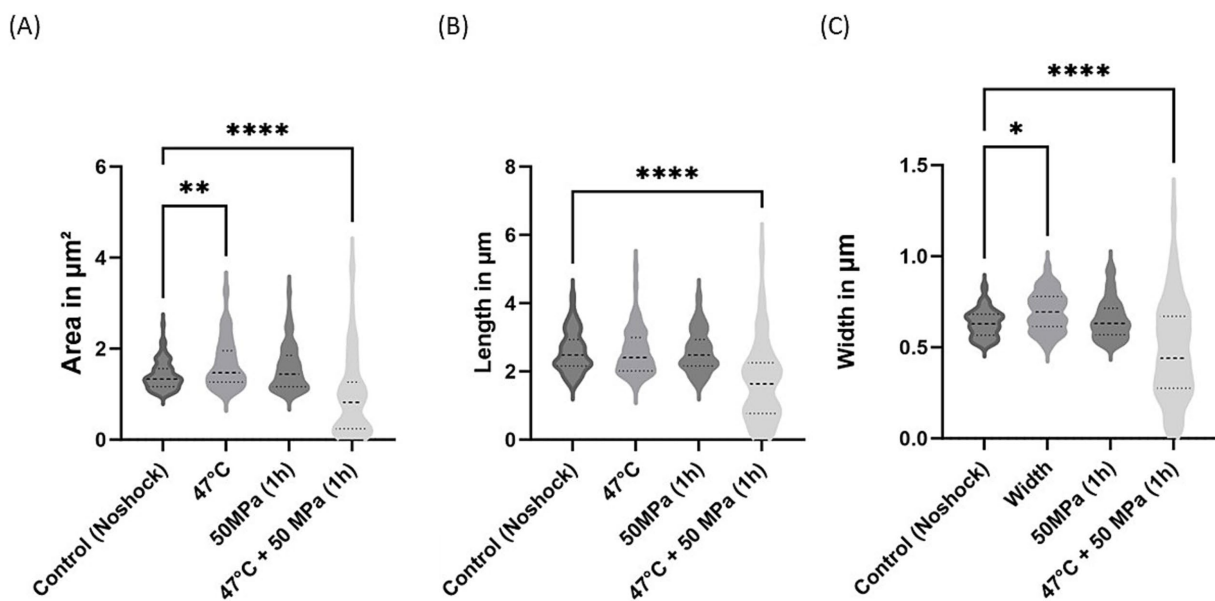 (A)
Area in µm²
6
4
2
0
****
**
Control (Noshock)
47°C
50MPa (1h)
47°C + 50 MPa (1h)
(B)
Length in µm
8
6
4
2
0
****
Control (Noshock)
47°C
50MPa (1h)
47°C + 50 MPa (1h)
(C)
Width in µm
1.5
1.0
0.5
0.0
****
*
Control (Noshock)
Width
50MPa (1h)
47°C + 50 MPa (1h)